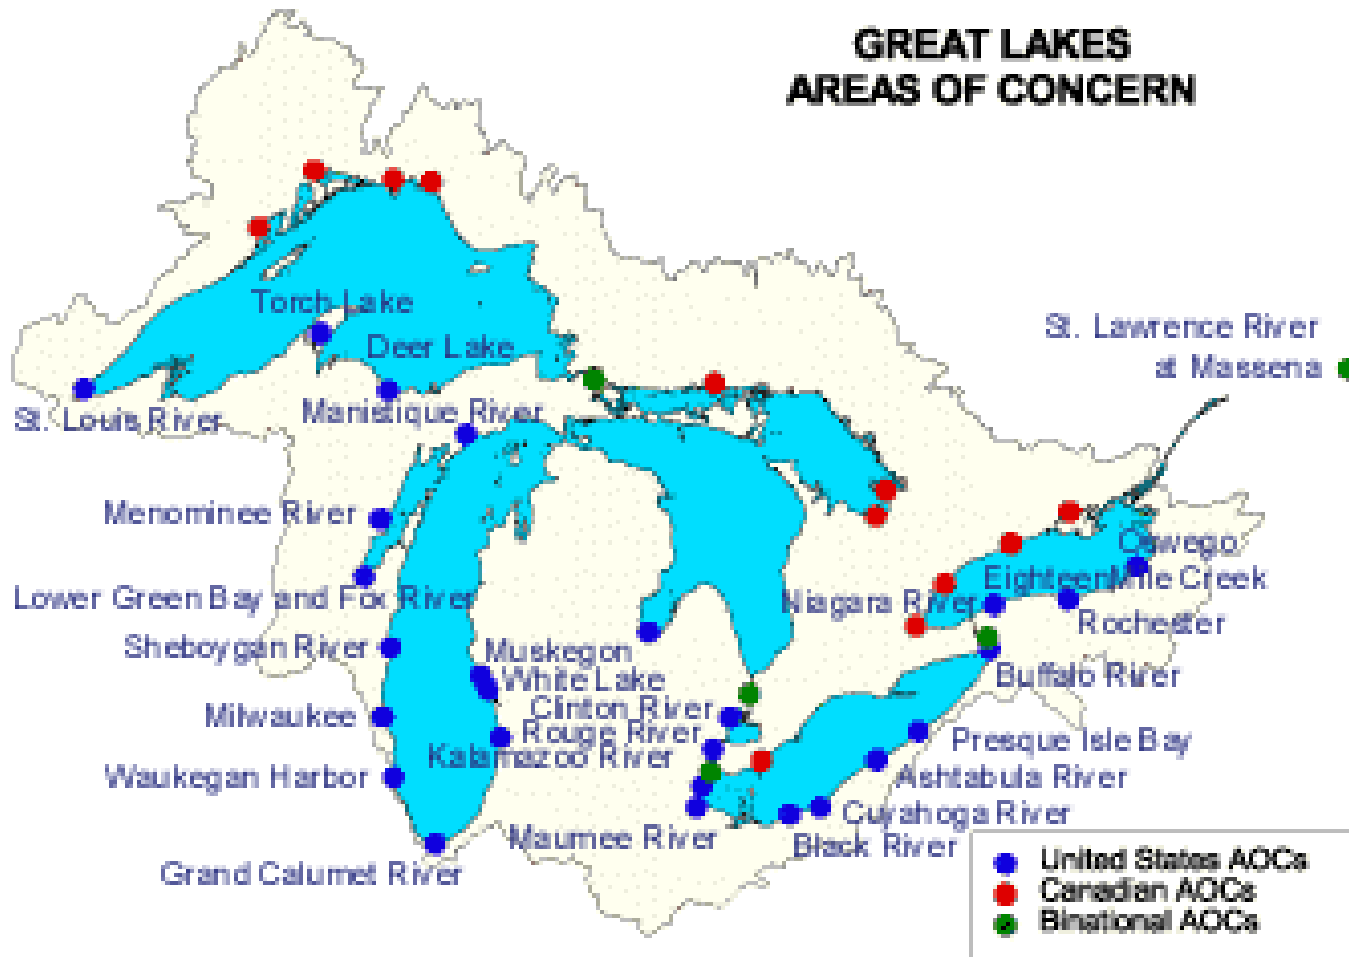 GREAT LAKES
AREAS OF CONCERN
Torch Lake
St. Lawrence River
Deer Lake
at Massena
St. Louis River
Manistique River
Menominee River
Oswego
Eighteen Mile Creek
Lower Green Bay and Fox River
Niagara River
Rochester
Sheboygan River
Muskegon
White Lake
Buffalo River
Milwaukee
Clinton River
Rouge River
Presque Isle Bay
Kalamazoo River
Waukegan Harbor
Ashtabula River
Cuyahoga River
Maumee River
Black River
Grand Calumet River
United States AOCs
Canadian AOCs
Binational AOCs